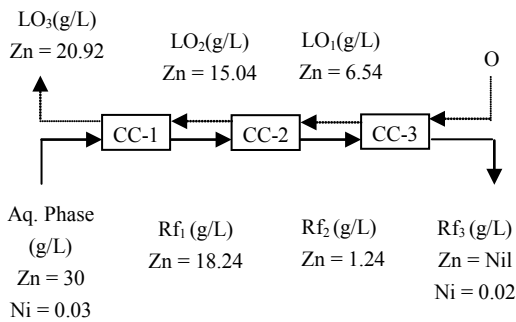 LO₃(g/L)
Zn = 20.92
LO₂(g/L)
Zn = 15.04
LO₁(g/L)
Zn = 6.54
O
CC-1
CC-2
CC-3
Aq. Phase
(g/L)
Zn = 30
Ni = 0.03
Rf₁ (g/L)
Zn = 18.24
Rf₂ (g/L)
Zn = 1.24
Rf₃ (g/L)
Zn = Nil
Ni = 0.02